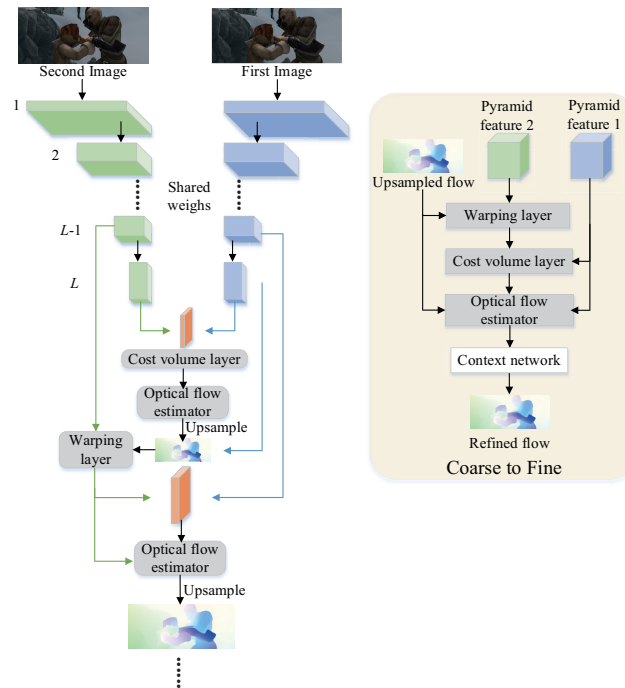 Second Image
First Image
1
2
Shared
weighs
L-1
L
Cost volume layer
Optical flow
estimator
Upsample
Warping
layer
Optical flow
estimator
Upsample
Pyramid
feature 2
Pyramid
feature 1
Upsampled flow
Warping layer
Cost volume layer
Optical flow
estimator
Context network
Refined flow
Coarse to Fine